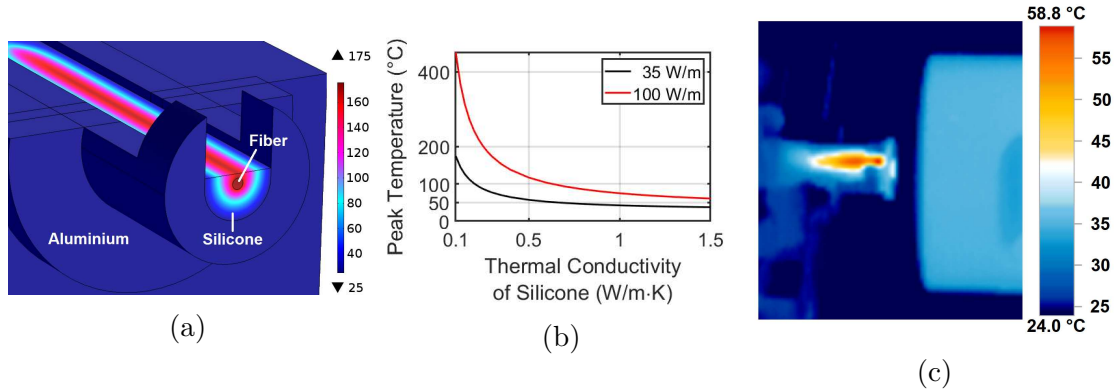 ▲ 175
160
140
120
100
80
60
40
▼ 25
Fiber
Silicone
Aluminium
(a)
Peak Temperature (°C)
400
200
100
50
0
0.1
0.5
1
1.5
35 W/m
100 W/m
Thermal Conductivity
of Silicone (W/m·K)
(b)
58.8 °C
55
50
45
40
35
30
25
24.0 °C
(c)